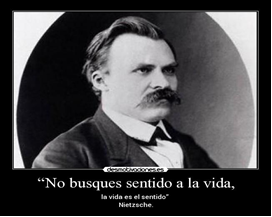 desmotivaciones.es
“No busques sentido a la vida,
la vida es el sentido”
Nietzsche.